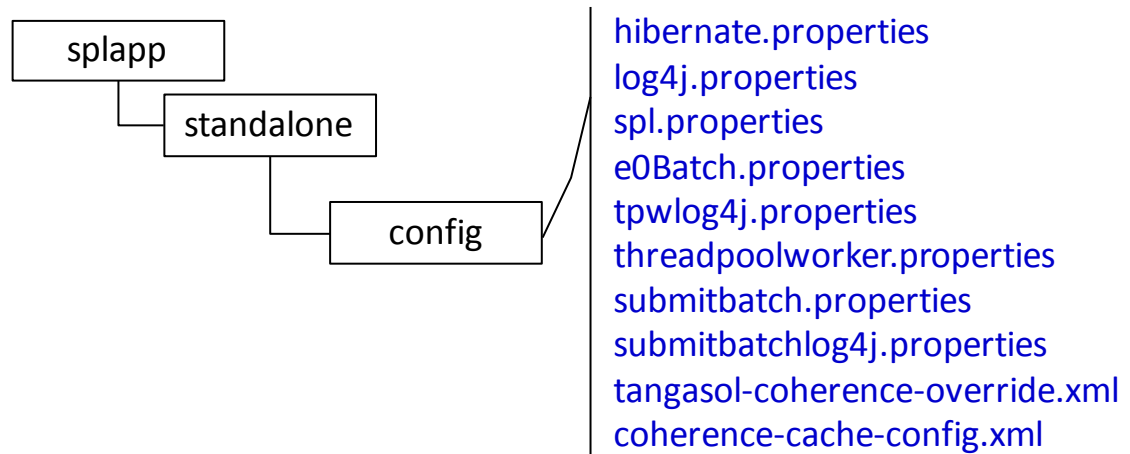 splapp
standalone
config
hibernate.properties
log4j.properties
spl.properties
e0Batch.properties
tpwlog4j.properties
threadpoolworker.properties
submitbatch.properties
submitbatchlog4j.properties
tangasol-coherence-override.xml
coherence-cache-config.xml